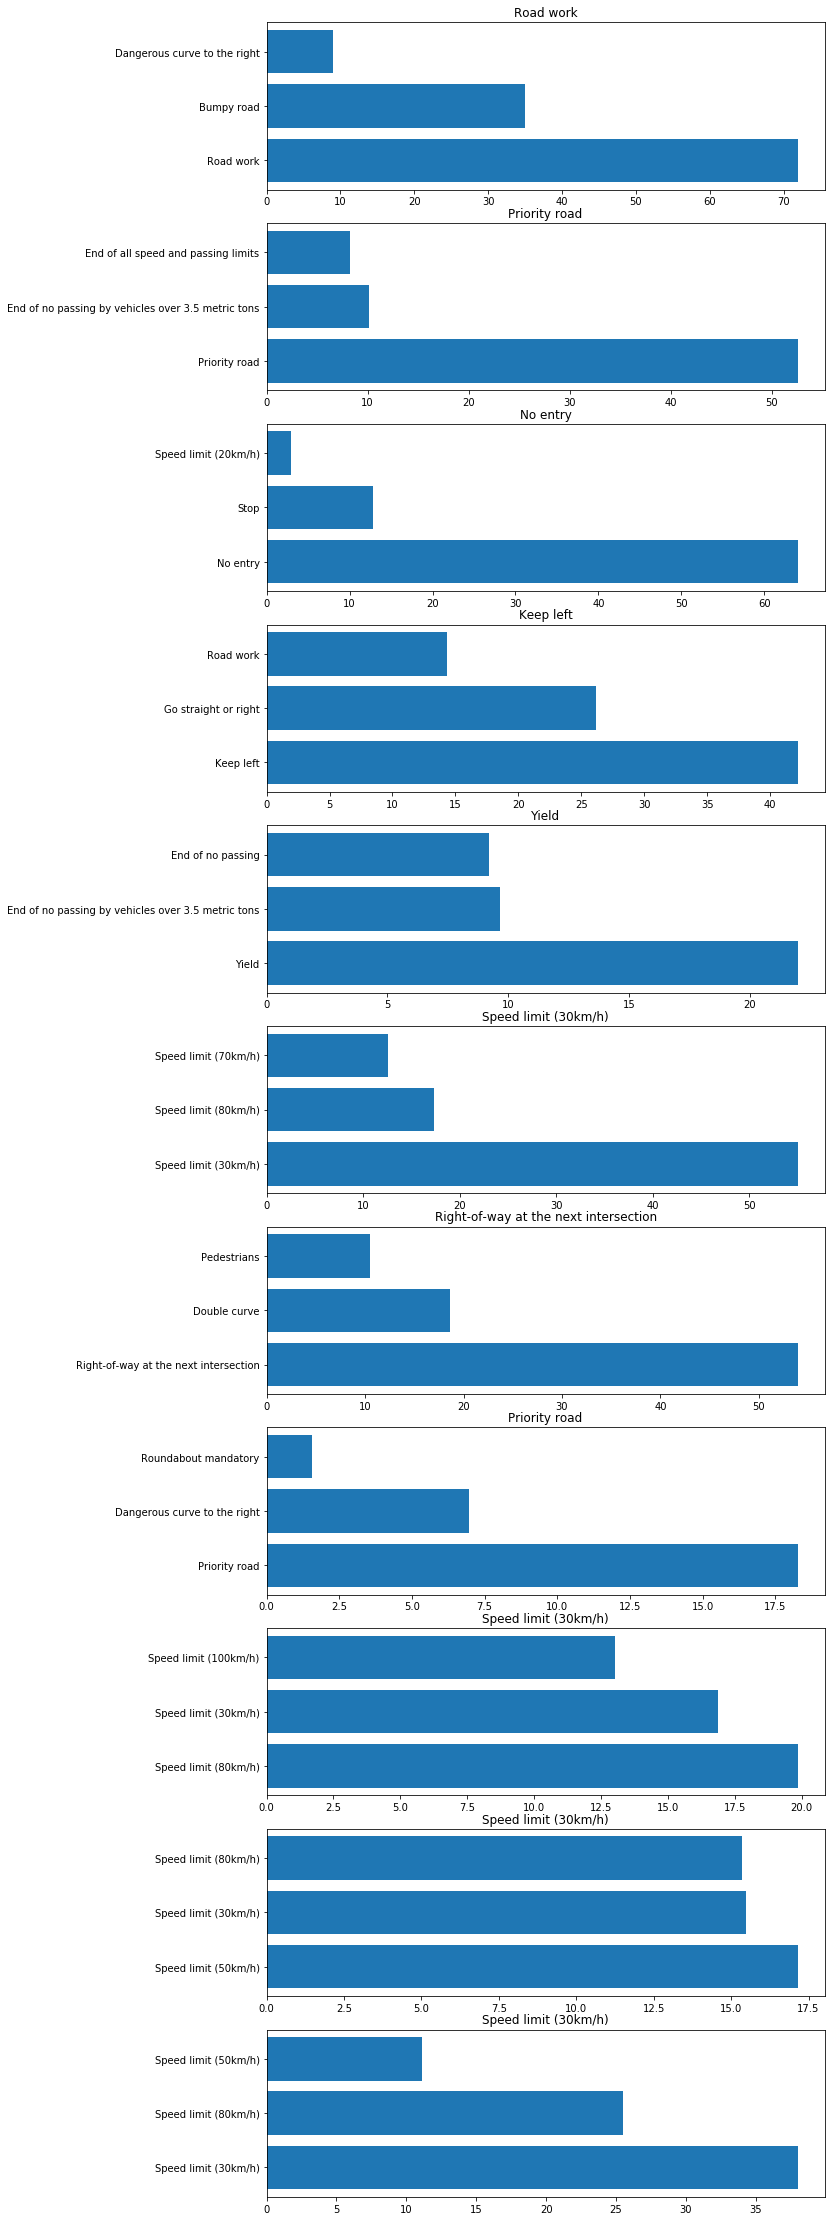 Road work
Dangerous curve to the right
Bumpy road
Road work
0 10 20 30 40 50 60 70
Priority road
End of all speed and passing limits
End of no passing by vehicles over 3.5 metric tons
Priority road
0 10 20 30 40 50
No entry
Speed limit (20km/h)
Stop
No entry
0 10 20 30 40 50 60
Keep left
Road work
Go straight or right
Keep left
0 5 10 15 20 25 30 35 40
Yield
End of no passing
End of no passing by vehicles over 3.5 metric tons
Yield
0 5 10 15 20
Speed limit (30km/h)
Speed limit (70km/h)
Speed limit (80km/h)
Speed limit (30km/h)
0 10 20 30 40 50
Right-of-way at the next intersection
Pedestrians
Double curve
Right-of-way at the next intersection
0 10 20 30 40 50
Priority road
Roundabout mandatory
Dangerous curve to the right
Priority road
0.0 2.5 5.0 7.5 10.0 12.5 15.0 17.5
Speed limit (30km/h)
Speed limit (100km/h)
Speed limit (30km/h)
Speed limit (80km/h)
0.0 2.5 5.0 7.5 10.0 12.5 15.0 17.5 20.0
Speed limit (30km/h)
Speed limit (80km/h)
Speed limit (30km/h)
Speed limit (50km/h)
0.0 2.5 5.0 7.5 10.0 12.5 15.0 17.5
Speed limit (30km/h)
Speed limit (50km/h)
Speed limit (80km/h)
Speed limit (30km/h)
0 5 10 15 20 25 30 35